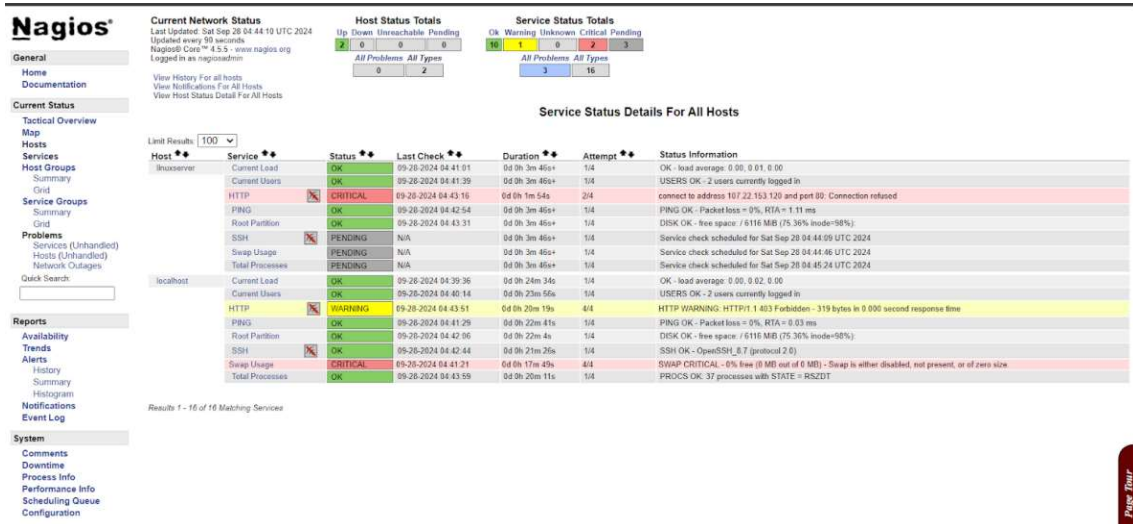 Nagios®
General
Home
Documentation
Current Status
Tactical Overview
Map
Hosts
Services
Host Groups
Summary
Grid
Service Groups
Summary
Grid
Problems
Services (Unhandled)
Hosts (Unhandled)
Network Outages
Quick Search:
Reports
Availability
Trends
Alerts
History
Summary
Histogram
Notifications
Event Log
System
Comments
Downtime
Process Info
Performance Info
Scheduling Queue
Configuration
Current Network Status
Last Updated: Sat Sep 28 04:44:10 UTC 2024
Updated every 90 seconds
Nagios® Core™ 4.5.5 - www.nagios.org
Logged in as nagiosadmin
View History For all hosts
View Notifications For All Hosts
View Host Status Detail For All Hosts
Host Status Totals
Up Down Unreachable Pending
2 0 0 0
All Problems All Types
0 2
Service Status Totals
Ok Warning Unknown Critical Pending
10 1 0 2 3
All Problems All Types
3 16
Service Status Details For All Hosts
Limit Results: 100
Host Service Status Last Check Duration Attempt Status Information
linuxserver Current Load OK 09-28-2024 04:41:01 0d 0h 3m 46s+ 1/4 OK - load average: 0.00, 0.01, 0.00
Current Users OK 09-28-2024 04:41:39 0d 0h 3m 46s+ 1/4 USERS OK - 2 users currently logged in
HTTP CRITICAL 09-28-2024 04:43:16 0d 0h 1m 54s 2/4 connect to address 107.22.153.120 and port 80: Connection refused
PING OK 09-28-2024 04:42:54 0d 0h 3m 46s+ 1/4 PING OK - Packet loss = 0%, RTA = 1.11 ms
Root Partition OK 09-28-2024 04:43:31 0d 0h 3m 46s+ 1/4 DISK OK - free space: / 6116 MiB (75.36% inode=98%):
SSH PENDING N/A 0d 0h 3m 46s+ 1/4 Service check scheduled for Sat Sep 28 04:44:09 UTC 2024
Swap Usage PENDING N/A 0d 0h 3m 46s+ 1/4 Service check scheduled for Sat Sep 28 04:44:46 UTC 2024
Total Processes PENDING N/A 0d 0h 3m 46s+ 1/4 Service check scheduled for Sat Sep 28 04:45:24 UTC 2024
localhost Current Load OK 09-28-2024 04:39:36 0d 0h 24m 34s 1/4 OK - load average: 0.00, 0.02, 0.00
Current Users OK 09-28-2024 04:40:14 0d 0h 23m 56s 1/4 USERS OK - 2 users currently logged in
HTTP WARNING 09-28-2024 04:43:51 0d 0h 20m 19s 4/4 HTTP WARNING: HTTP/1.1 403 Forbidden - 319 bytes in 0.000 second response time
PING OK 09-28-2024 04:41:29 0d 0h 22m 41s 1/4 PING OK - Packet loss = 0%, RTA = 0.03 ms
Root Partition OK 09-28-2024 04:42:06 0d 0h 22m 4s 1/4 DISK OK - free space: / 6116 MiB (75.36% inode=98%):
SSH OK 09-28-2024 04:42:44 0d 0h 21m 26s 1/4 SSH OK - OpenSSH_8.7 (protocol 2.0)
Swap Usage CRITICAL 09-28-2024 04:41:21 0d 0h 17m 49s 4/4 SWAP CRITICAL - 0% free (0 MB out of 0 MB) - Swap is either disabled, not present, or of zero size.
Total Processes OK 09-28-2024 04:43:59 0d 0h 20m 11s 1/4 PROCS OK: 37 processes with STATE = RSZDT
Results 1 - 16 of 16 Matching Services
Page Tour